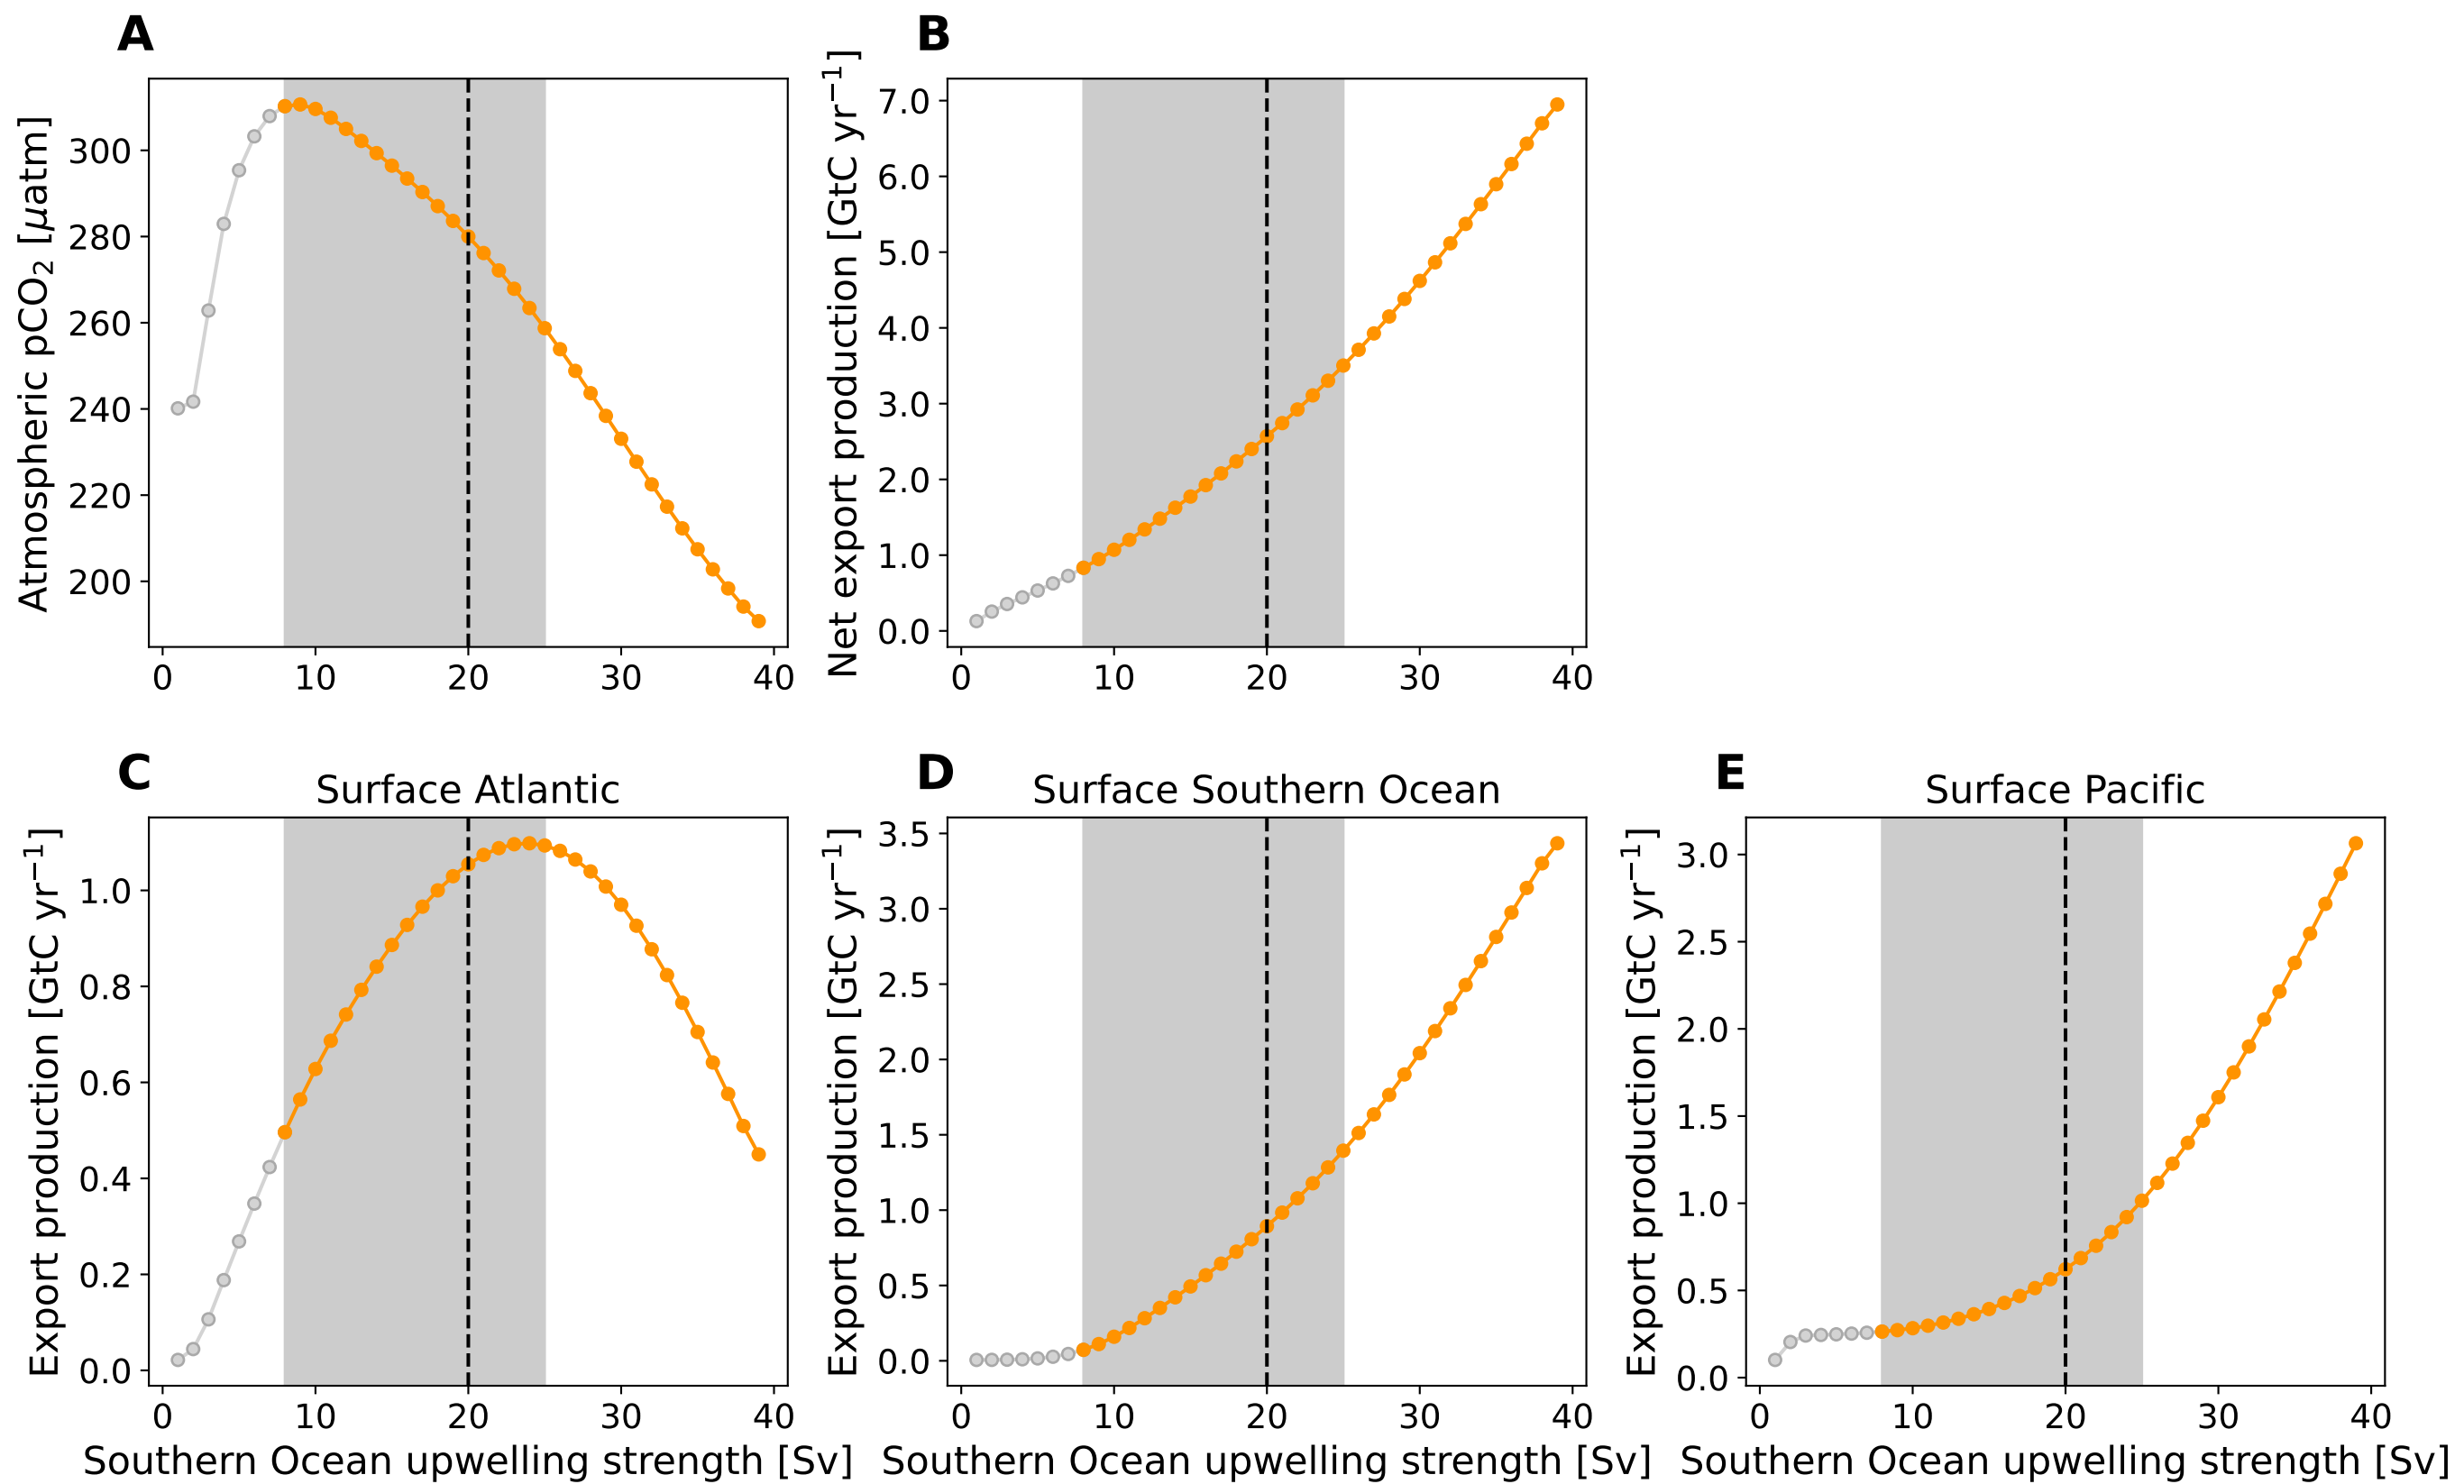 A
Atmospheric pCO₂ [μatm]
300
280
260
240
220
200
0 10 20 30 40
B
Net export production [GtC yr⁻¹]
7.0
6.0
5.0
4.0
3.0
2.0
1.0
0.0
0 10 20 30 40
C
Surface Atlantic
Export production [GtC yr⁻¹]
1.0
0.8
0.6
0.4
0.2
0.0
0 10 20 30 40
Southern Ocean upwelling strength [Sv]
D
Surface Southern Ocean
Export production [GtC yr⁻¹]
3.5
3.0
2.5
2.0
1.5
1.0
0.5
0.0
0 10 20 30 40
Southern Ocean upwelling strength [Sv]
E
Surface Pacific
Export production [GtC yr⁻¹]
3.0
2.5
2.0
1.5
1.0
0.5
0.0
0 10 20 30 40
Southern Ocean upwelling strength [Sv]